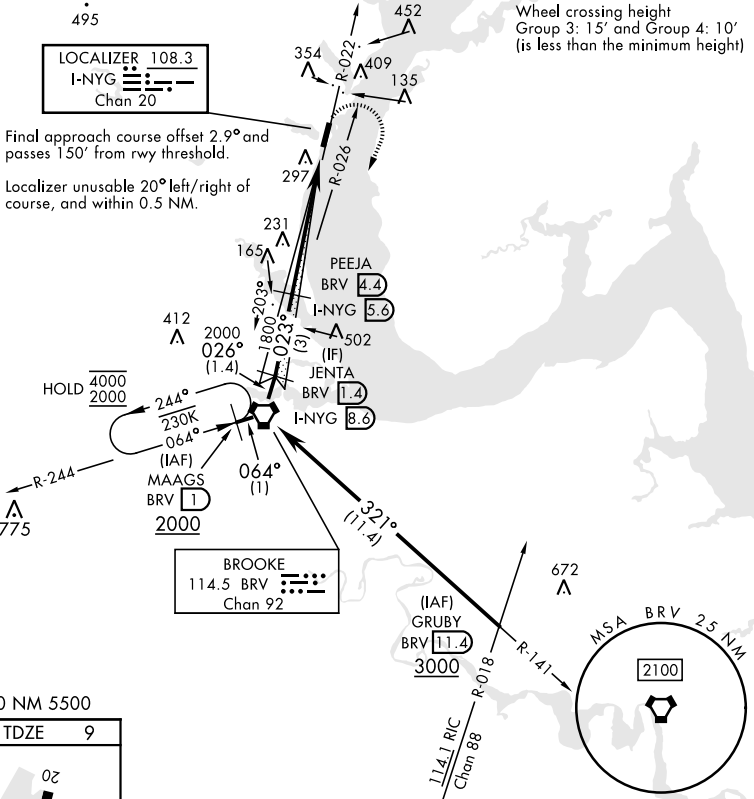 495
452
Wheel crossing height
Group 3: 15’ and Group 4: 10’
(is less than the minimum height)
LOCALIZER 108.3
I-NYG
Chan 20
354
R-022
409
135
Final approach course offset 2.9° and
passes 150’ from rwy threshold.
297
R-026
Localizer unusable 20° left/right of
course, and within 0.5 NM.
231
165
PEEJA
BRV 4.4
I-NYG 5.6
203°
1800
023°
(3)
502
412
2000
026°
(1.4)
(IF)
JENTA
BRV 1.4
I-NYG 8.6
HOLD 4000
2000
244°
230K
064°
R-244
(IAF)
MAAGS
BRV 1
2000
064°
(1)
775
321°
(11.4)
BROOKE
114.5 BRV
Chan 92
672
(IAF)
GRUBY
BRV 11.4
3000
R-018
R-141
114.1 RIC
Chan 88
MSA BRV 25 NM
2100
0 NM 5500
TDZE 9
20